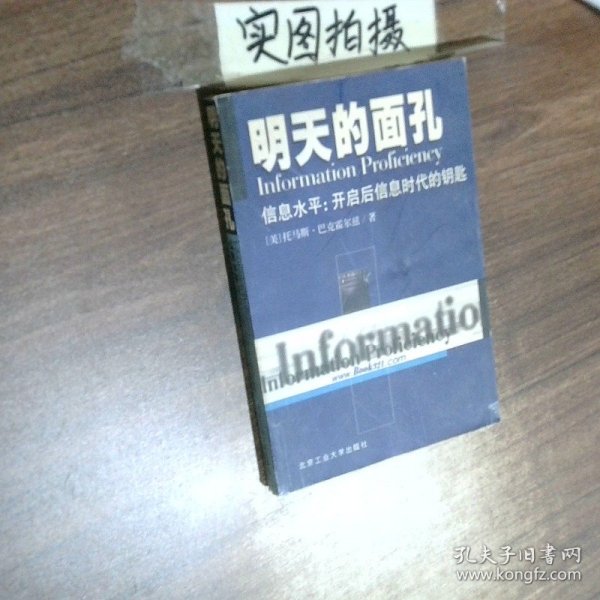 实图拍摄
明天的面孔
明天的面孔
Information Proficiency
信息水平：开启后信息时代的钥匙
[美]托马斯·巴克霍尔兹／著
Informatio
Information Proficiency
www.Book321.com
北京工业大学出版社
孔夫子旧书网
www.kongfz.com